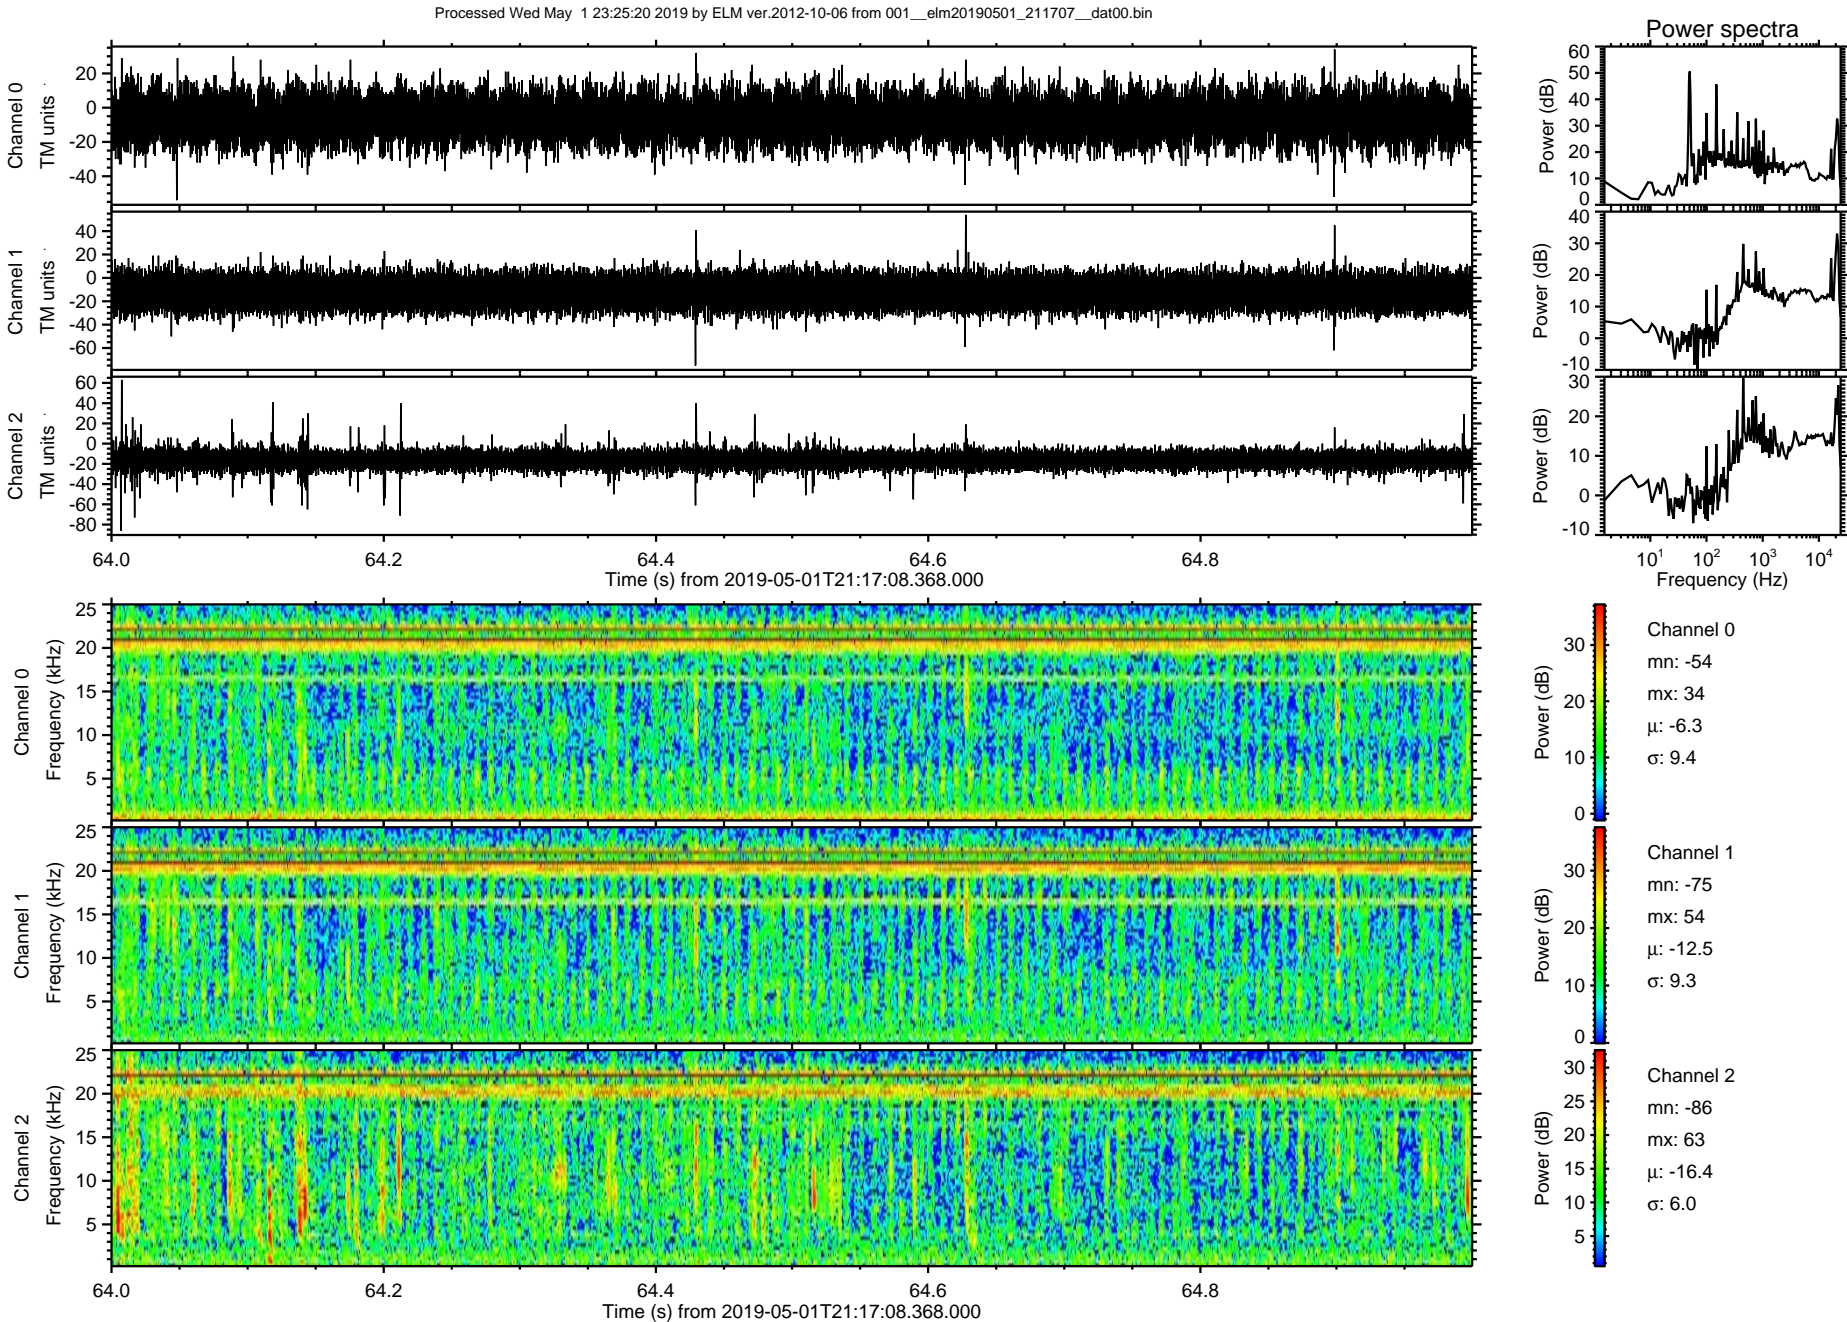 Processed Wed May  1 23:25:20 2019 by ELM ver.2012-10-06 from 001__elm20190501_211707__dat00.bin
Power spectra
Channel 0
TM units
20
0
-20
-40
Power (dB)
60
50
40
30
20
10
0
Channel 1
TM units
40
20
0
-20
-40
-60
Power (dB)
40
30
20
10
0
-10
Channel 2
TM units
60
40
20
0
-20
-40
-60
-80
Power (dB)
30
20
10
0
-10
64.0 64.2 64.4 64.6 64.8
Time (s) from 2019-05-01T21:17:08.368.000
10^1 10^2 10^3 10^4
Frequency (Hz)
Channel 0
Frequency (kHz)
25
20
15
10
5
Power (dB)
30
20
10
0
Channel 0
mn: -54
mx: 34
μ: -6.3
σ: 9.4
Channel 1
Frequency (kHz)
25
20
15
10
5
Power (dB)
30
20
10
0
Channel 1
mn: -75
mx: 54
μ: -12.5
σ: 9.3
Channel 2
Frequency (kHz)
25
20
15
10
5
Power (dB)
30
25
20
15
10
5
Channel 2
mn: -86
mx: 63
μ: -16.4
σ: 6.0
64.0 64.2 64.4 64.6 64.8
Time (s) from 2019-05-01T21:17:08.368.000